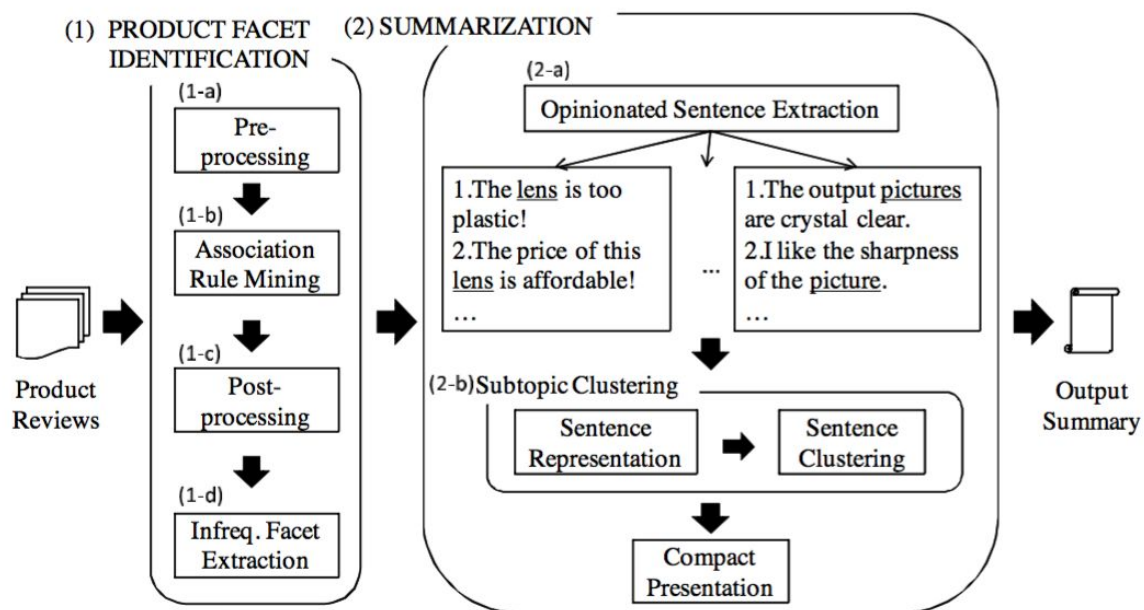 (1) PRODUCT FACET
IDENTIFICATION
(1-a)
Pre-
processing
(1-b)
Association
Rule Mining
(1-c)
Post-
processing
(1-d)
Infreq. Facet
Extraction
Product
Reviews
(2) SUMMARIZATION
(2-a)
Opinionated Sentence Extraction
1.The lens is too
plastic!
2.The price of this
lens is affordable!
…
...
1.The output pictures
are crystal clear.
2.I like the sharpness
of the picture.
…
(2-b)Subtopic Clustering
Sentence
Representation
Sentence
Clustering
Compact
Presentation
Output
Summary